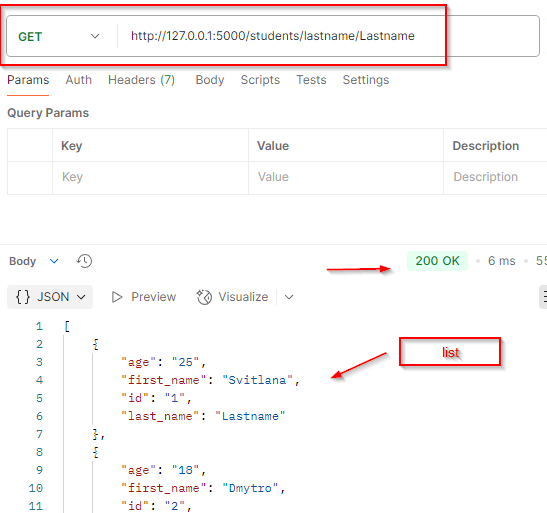 GET http://127.0.0.1:5000/students/lastname/Lastname
Params Auth Headers (7) Body Scripts Tests Settings
Query Params
Key Value Description
Key Value Description
Body 200 OK • 6 ms • 55
{} JSON Preview Visualize
1 [
2 {
3 "age": "25",
4 "first_name": "Svitlana",
5 "id": "1",
6 "last_name": "Lastname"
7 },
8 {
9 "age": "18",
10 "first_name": "Dmytro",
11 "id": "2",
list